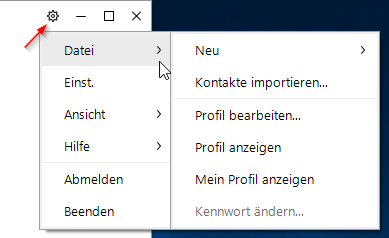 Datei
Einst.
Ansicht
Hilfe
Abmelden
Beenden
Neu
Kontakte importieren...
Profil bearbeiten...
Profil anzeigen
Mein Profil anzeigen
Kennwort ändern...